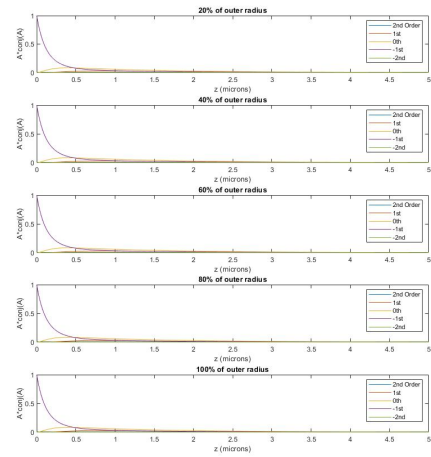 20% of outer radius
A*conj(A)
1
0.5
0
2nd Order
1st
0th
-1st
-2nd
0 0.5 1 1.5 2 2.5 3 3.5 4 4.5 5
z (microns)
40% of outer radius
A*conj(A)
1
0.5
0
2nd Order
1st
0th
-1st
-2nd
0 0.5 1 1.5 2 2.5 3 3.5 4 4.5 5
z (microns)
60% of outer radius
A*conj(A)
1
0.5
0
2nd Order
1st
0th
-1st
-2nd
0 0.5 1 1.5 2 2.5 3 3.5 4 4.5 5
z (microns)
80% of outer radius
A*conj(A)
1
0.5
0
2nd Order
1st
0th
-1st
-2nd
0 0.5 1 1.5 2 2.5 3 3.5 4 4.5 5
z (microns)
100% of outer radius
A*conj(A)
1
0.5
0
2nd Order
1st
0th
-1st
-2nd
0 0.5 1 1.5 2 2.5 3 3.5 4 4.5 5
z (microns)